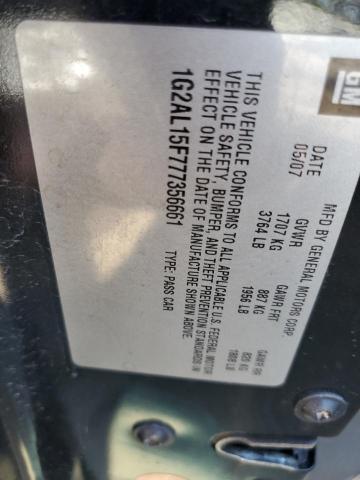 GM
MFD BY GENERAL MOTORS CORP
DATE GVWR GAWR FRT GAWR RR
05/07 1707 KG 887 KG 820 KG
3764 LB 1956 LB 1808 LB
THIS VEHICLE CONFORMS TO ALL APPLICABLE U.S. FEDERAL MOTOR
VEHICLE SAFETY, BUMPER, AND THEFT PREVENTION STANDARDS IN
EFFECT ON THE DATE OF MANUFACTURE SHOWN ABOVE.
1G2AL15F777356661 TYPE: PASS CAR